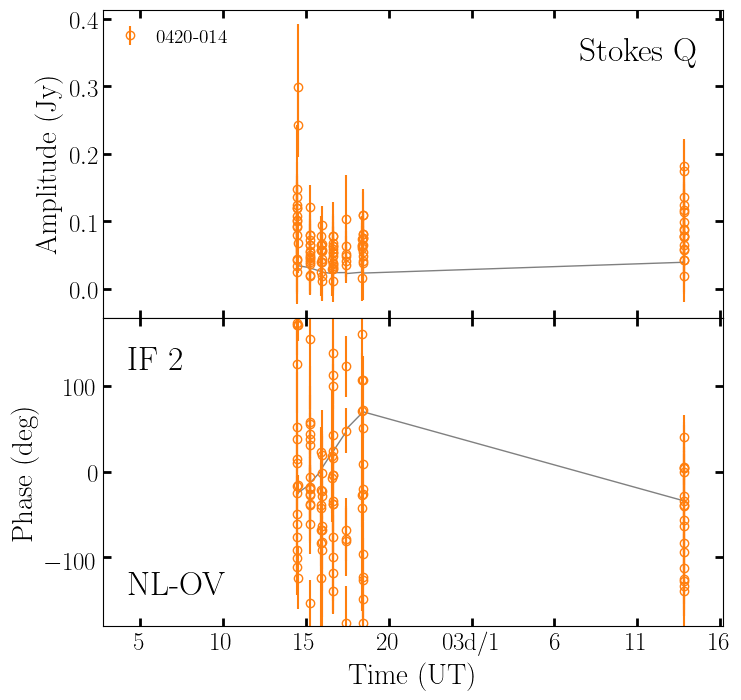 0.4
0420-014
Stokes Q
0.3
0.2
0.1
0.0
Amplitude (Jy)
IF 2
100
0
−100
Phase (deg)
NL-OV
5 10 15 20 03d/1 6 11 16
Time (UT)